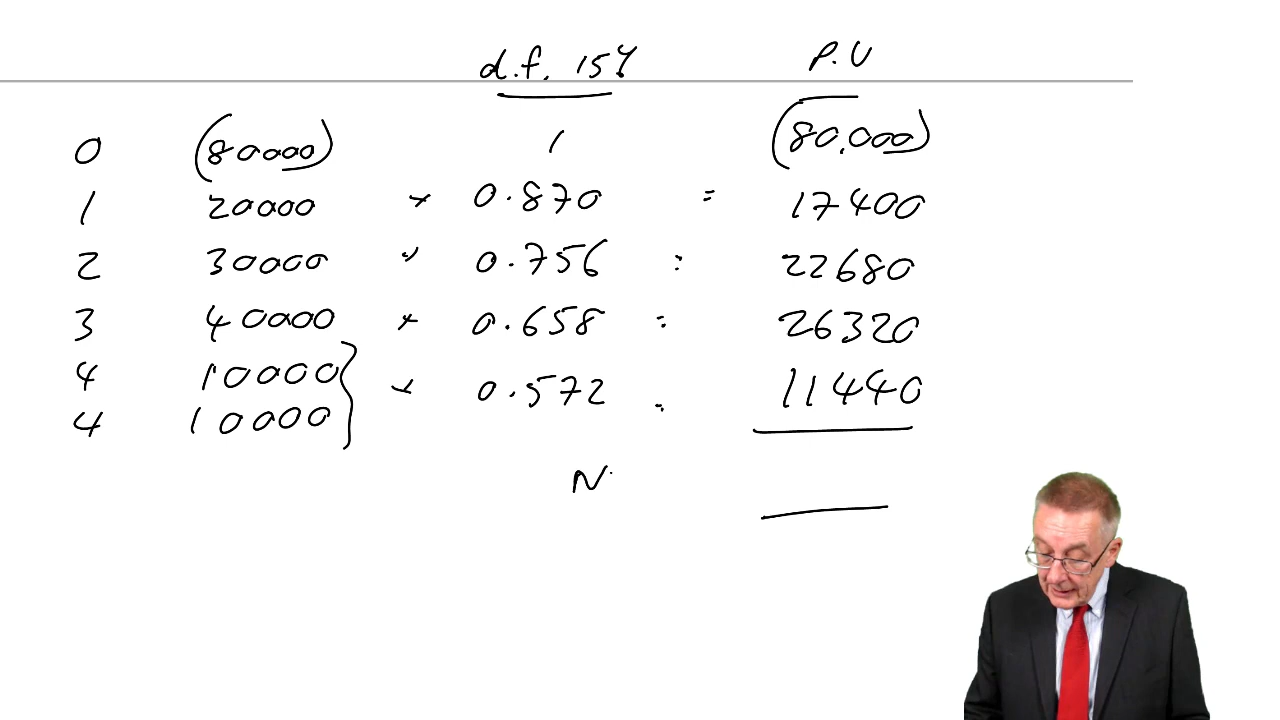 d.f. 15% P.V
0 (80000) 1 (80,000)
1 20000 × 0.870 = 17400
2 30000 × 0.756 = 22680
3 40000 × 0.658 = 26320
4 10000 } × 0.572 = 11440
4 10000
N